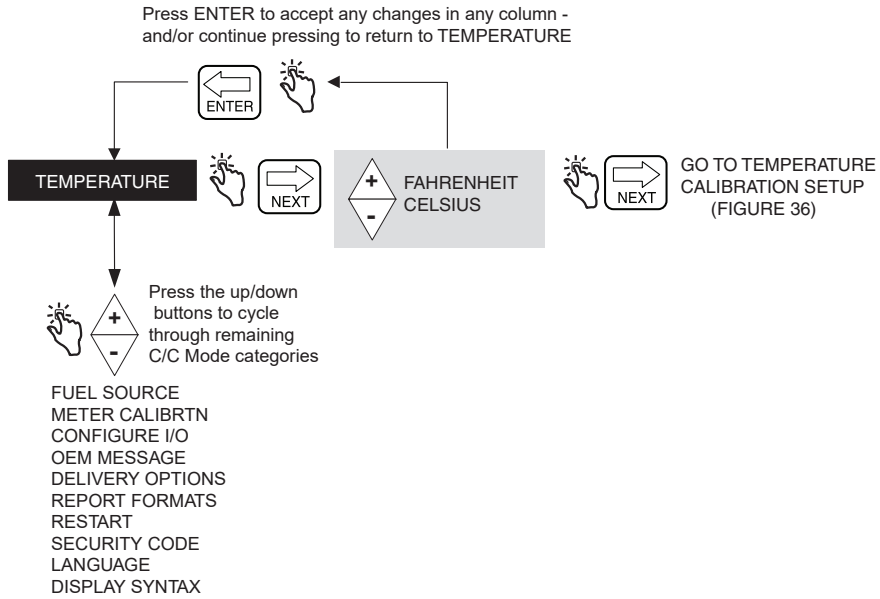 Press ENTER to accept any changes in any column -
and/or continue pressing to return to TEMPERATURE
ENTER
TEMPERATURE
NEXT
+
-
FAHRENHEIT
CELSIUS
NEXT
GO TO TEMPERATURE
CALIBRATION SETUP
(FIGURE 36)
+
-
Press the up/down
buttons to cycle
through remaining
C/C Mode categories
FUEL SOURCE
METER CALIBRTN
CONFIGURE I/O
OEM MESSAGE
DELIVERY OPTIONS
REPORT FORMATS
RESTART
SECURITY CODE
LANGUAGE
DISPLAY SYNTAX